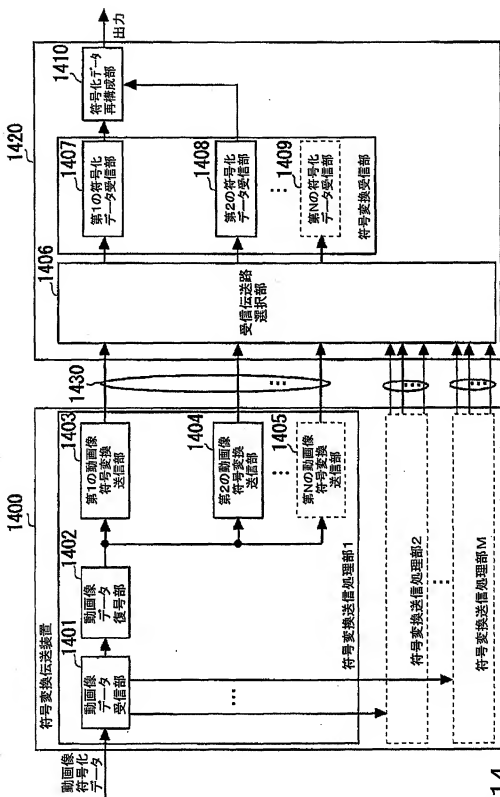 1400
符号変換伝送装置
動画像
符号化
データ
1401
動画像
データ
受信部
1402
動画像
データ
復号部
1403
第1の動画像
符号変換
送信部
1404
第2の動画像
符号変換
送信部
1405
第Nの動画像
符号変換
送信部
符号変換送信処理部1
符号変換送信処理部2
符号変換送信処理部M
1430
1420
1406
受信伝送路
選択部
1407
第1の符号化
データ受信部
1408
第2の符号化
データ受信部
1409
第Nの符号化
データ受信部
符号変換受信部
1410
符号化データ
再構成部
出力
14